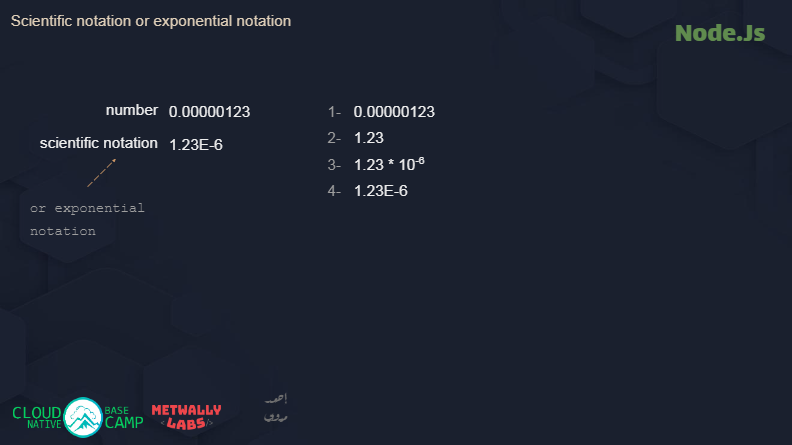 Scientific notation or exponential notation
Node.Js
number 0.00000123
scientific notation 1.23E-6
or exponential
notation
1- 0.00000123
2- 1.23
3- 1.23 * 10⁻⁶
4- 1.23E-6
CLOUD NATIVE BASE CAMP
METWALLY
<LABS/>
أحمد